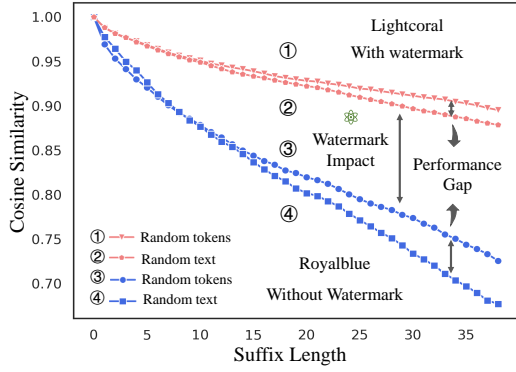 Cosine Similarity
1.00
0.95
0.90
0.85
0.80
0.75
0.70
Lightcoral
With watermark
①
②
③
④
Watermark
Impact
Performance
Gap
① Random tokens
② Random text
③ Random tokens
④ Random text
Royalblue
Without Watermark
0 5 10 15 20 25 30 35
Suffix Length